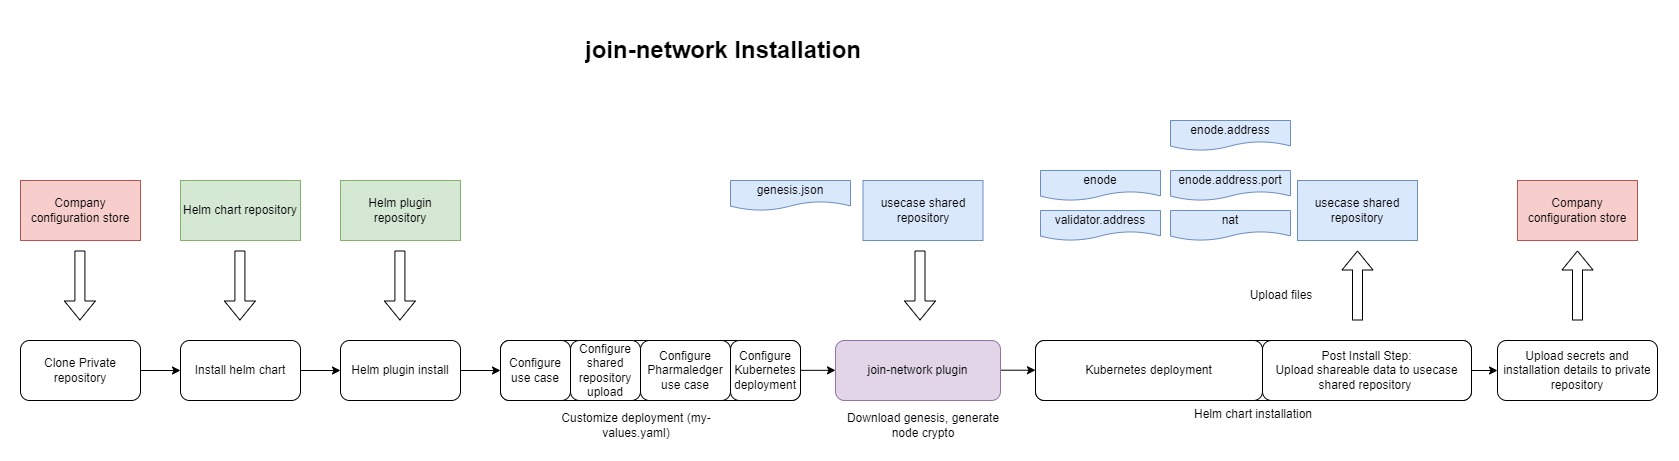 join-network Installation
enode.address
Company
configuration store
Helm chart repository
Helm plugin
repository
genesis.json
usecase shared
repository
enode
enode.address.port
validator.address
nat
usecase shared
repository
Company
configuration store
Upload files
Clone Private
repository
Install helm chart
Helm plugin install
Configure
use case
Configure
shared
repository
upload
Configure
Pharmaledger
use case
Configure
Kubernetes
deployment
join-network plugin
Kubernetes deployment
Post Install Step:
Upload shareable data to usecase
shared repository
Upload secrets and
installation details to private
repository
Customize deployment (my-
values.yaml)
Download genesis, generate
node crypto
Helm chart installation